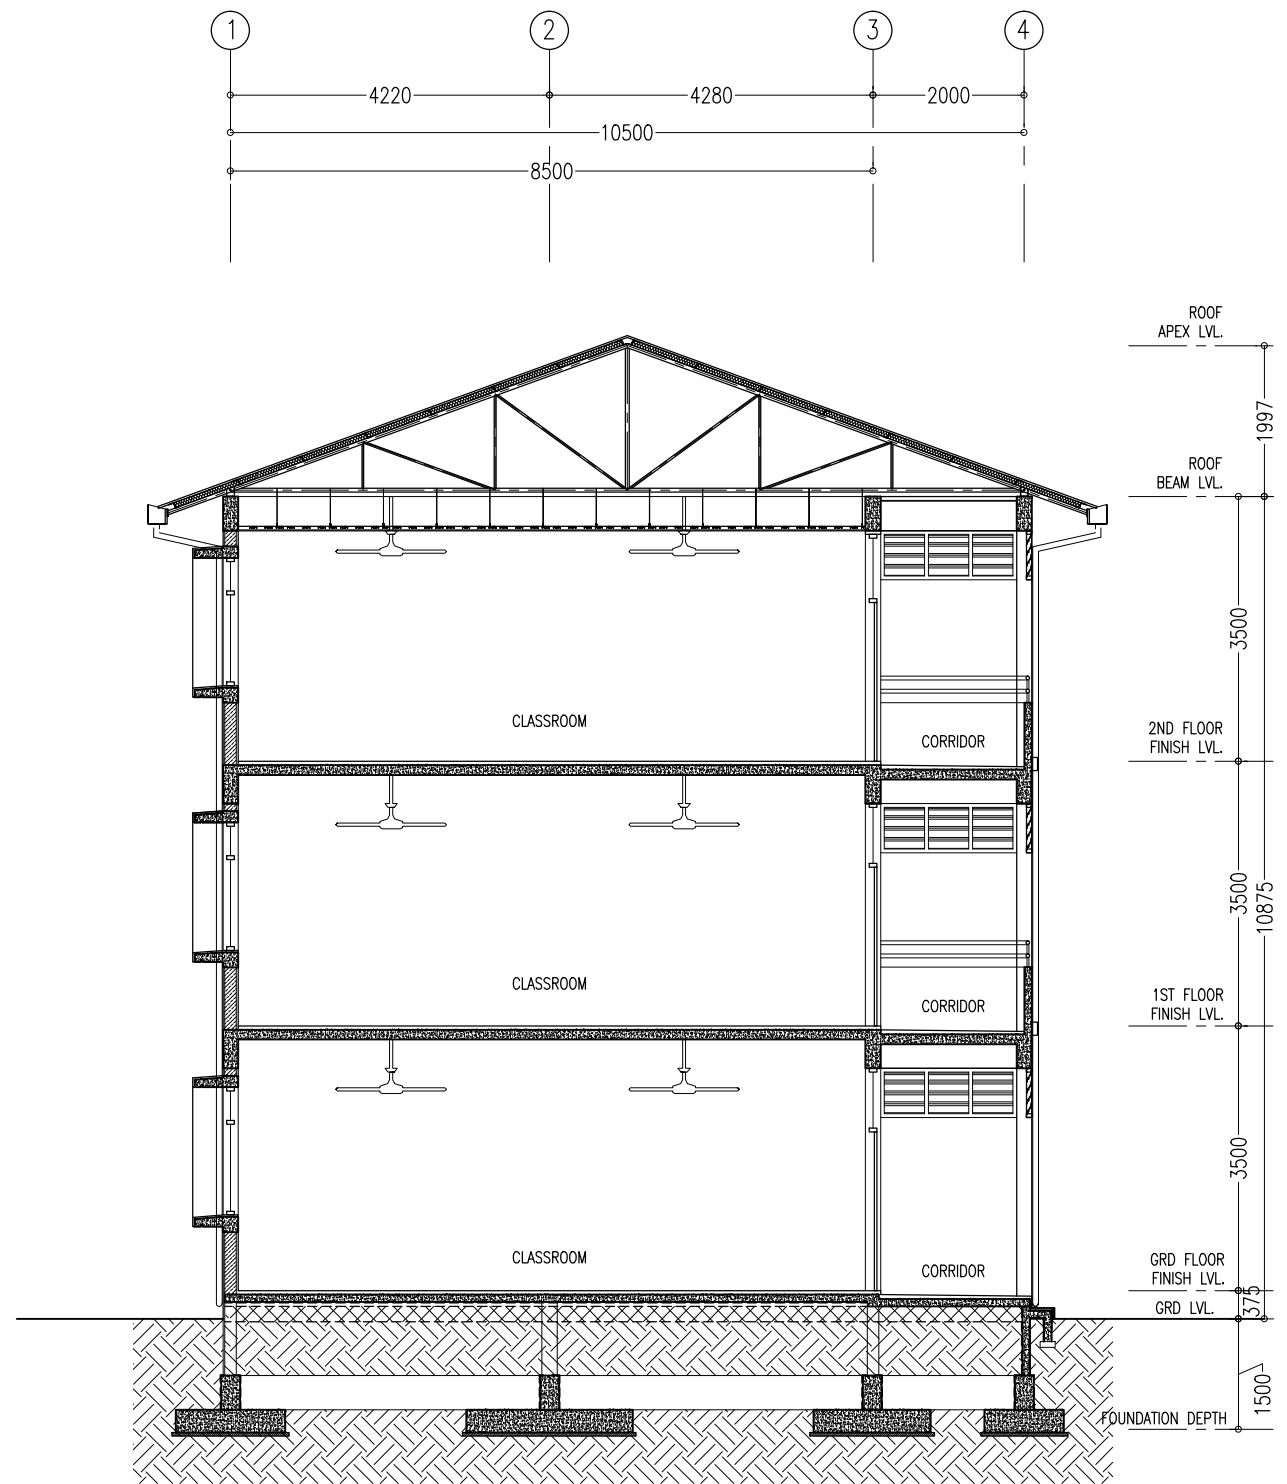 1 2 3 4
4220 4280 2000
10500
8500
ROOF
APEX LVL.
1997
ROOF
BEAM LVL.
3500
CLASSROOM
CORRIDOR
2ND FLOOR
FINISH LVL.
3500
10875
CLASSROOM
CORRIDOR
1ST FLOOR
FINISH LVL.
3500
CLASSROOM
CORRIDOR
GRD FLOOR
FINISH LVL.
375
GRD LVL.
1500
FOUNDATION DEPTH